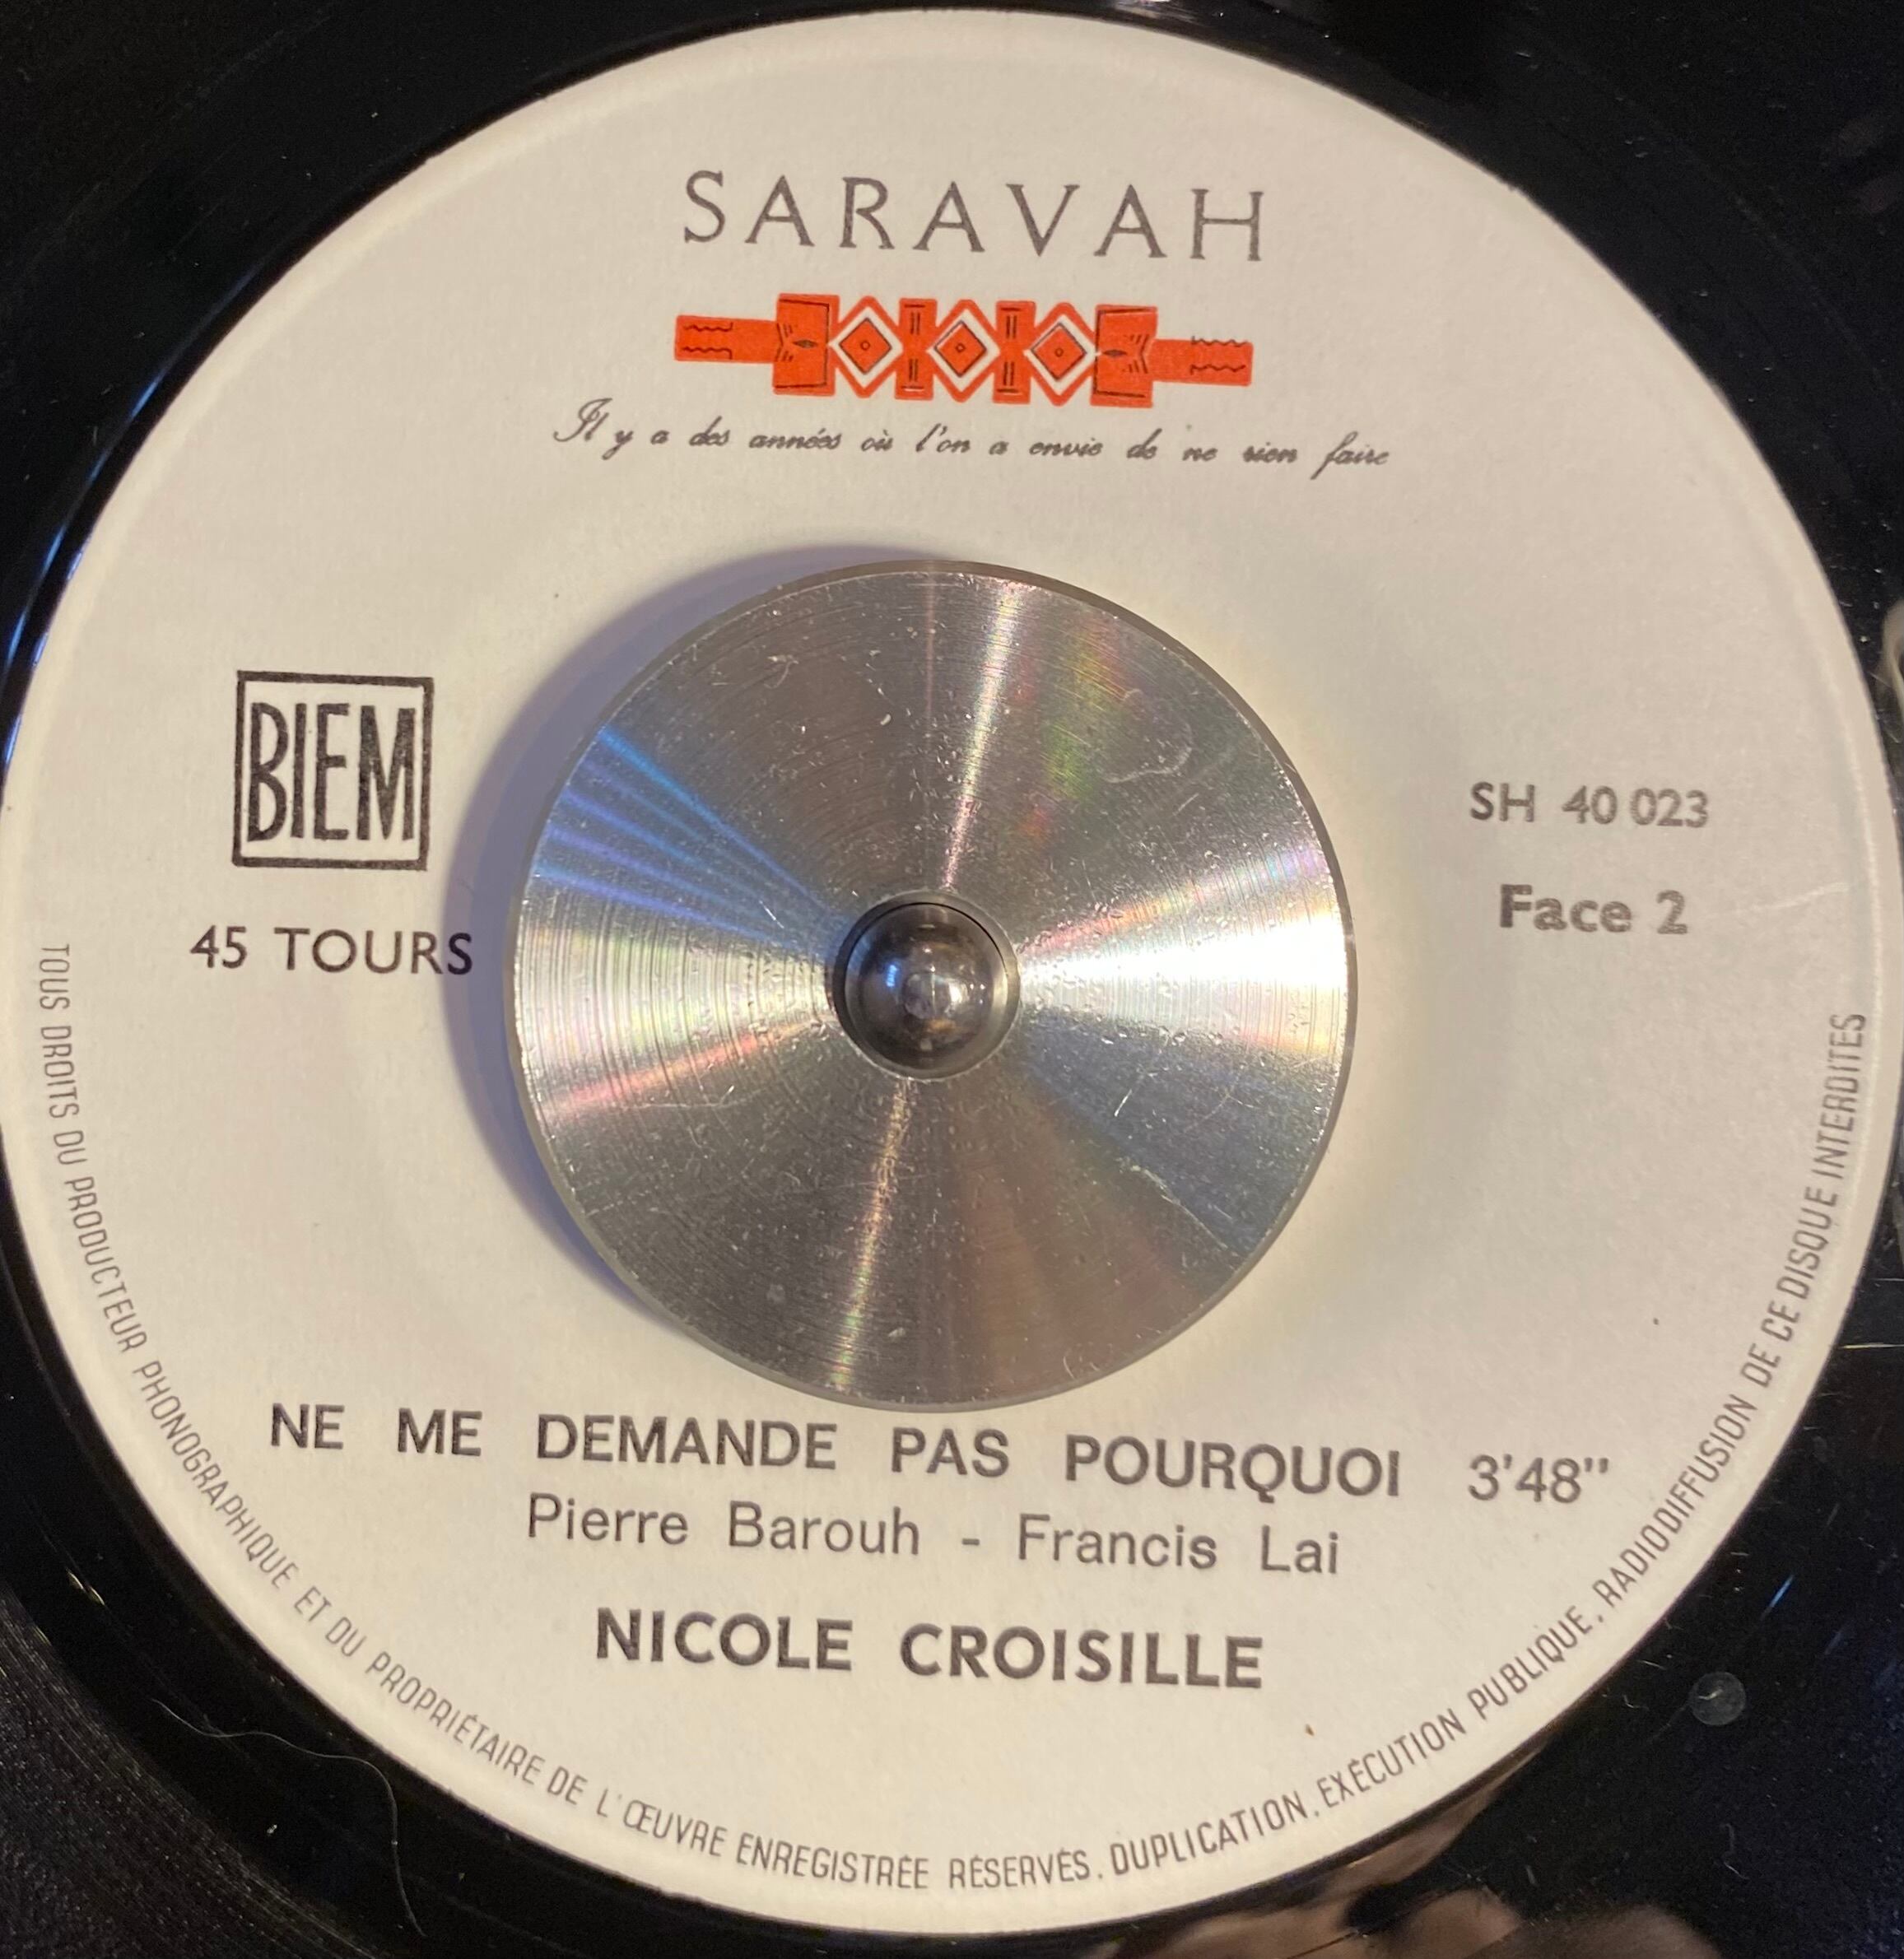 SARAVAH
Il y a des années où l'on a envie de ne rien faire
BIEM
45 TOURS
SH 40 023
Face 2
NE ME DEMANDE PAS POURQUOI 3'48"
Pierre Barouh - Francis Lai
NICOLE CROISILLE
TOUS DROITS DU PRODUCTEUR PHONOGRAPHIQUE ET DU PROPRIÉTAIRE DE L'ŒUVRE ENREGISTRÉE RÉSERVÉS. DUPLICATION, EXÉCUTION PUBLIQUE, RADIODIFFUSION DE CE DISQUE INTERDITES